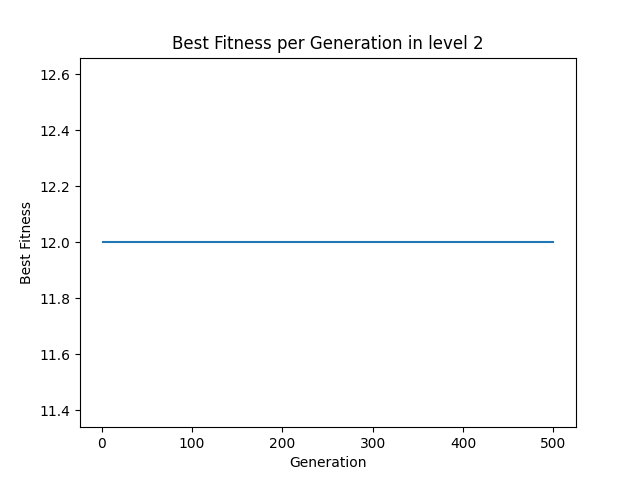 Best Fitness per Generation in level 2
12.6
12.4
12.2
12.0
11.8
11.6
11.4
Best Fitness
0 100 200 300 400 500
Generation